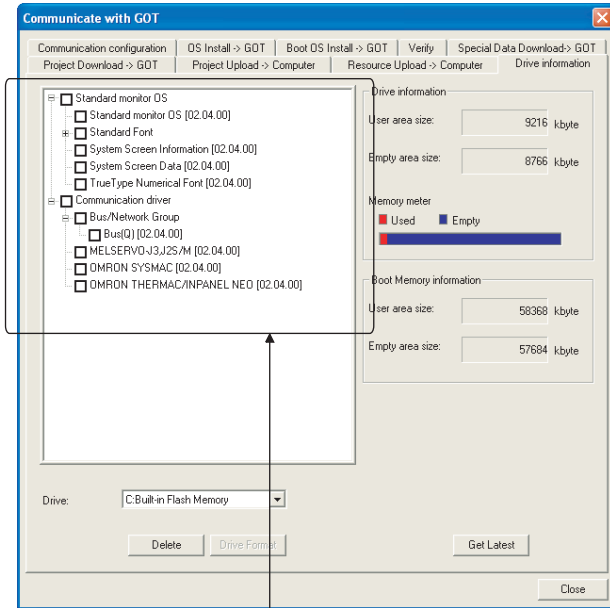 Communicate with GOT
Communication configuration OS Install -> GOT Boot OS Install -> GOT Verify Special Data Download-> GOT
Project Download -> GOT Project Upload -> Computer Resource Upload -> Computer Drive information
Standard monitor OS
Standard monitor OS [02.04.00]
Standard Font
System Screen Information [02.04.00]
System Screen Data [02.04.00]
TrueType Numerical Font [02.04.00]
Communication driver
Bus/Network Group
Bus(Q) [02.04.00]
MELSERVO-J3,J2S/M [02.04.00]
OMRON SYSMAC [02.04.00]
OMRON THERMAC/INPANEL NEO [02.04.00]
Drive information
User area size: 9216 kbyte
Empty area size: 8766 kbyte
Memory meter
Used Empty
Boot Memory information
User area size: 58368 kbyte
Empty area size: 57684 kbyte
Drive: C:Built-in Flash Memory
Delete Drive Format Get Latest
Close